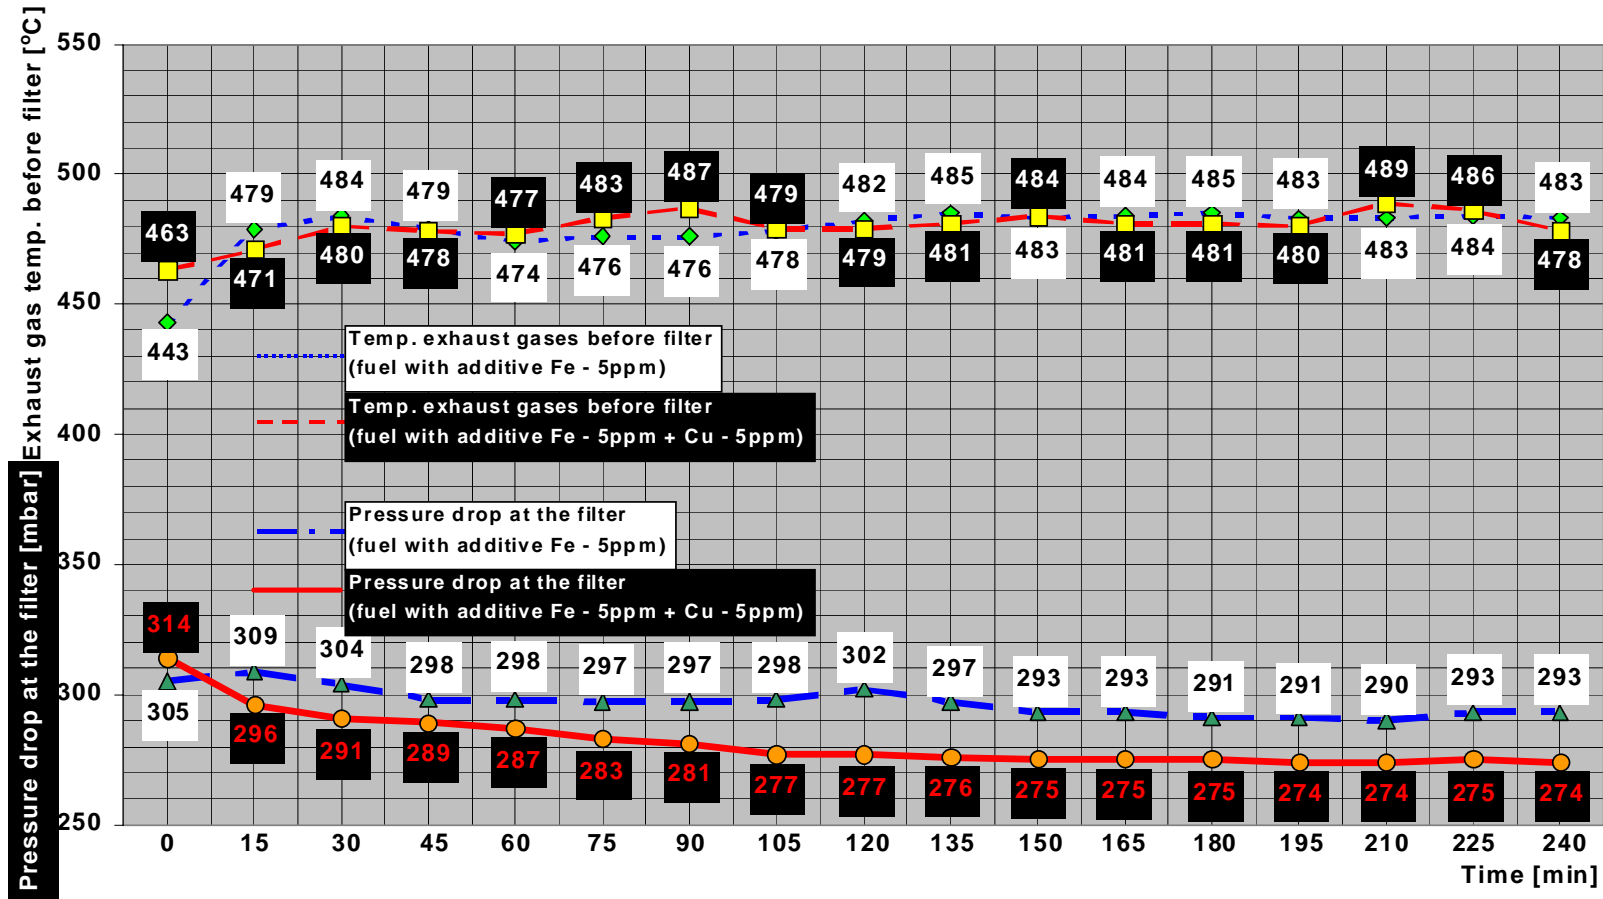 Exhaust gas temp. before filter [°C]
Pressure drop at the filter [mbar]
550
500
450
400
350
300
250
463 479 484 479 477 483 487 479 482 485 484 484 485 483 489 486 483
443 471 480 478 474 476 476 478 479 481 483 481 481 480 483 484 478
Temp. exhaust gases before filter
(fuel with additive Fe - 5ppm)
Temp. exhaust gases before filter
(fuel with additive Fe - 5ppm + Cu - 5ppm)
Pressure drop at the filter
(fuel with additive Fe - 5ppm)
Pressure drop at the filter
(fuel with additive Fe - 5ppm + Cu - 5ppm)
314 309 304 298 298 297 297 298 302 297 293 293 291 291 290 293 293
305 296 291 289 287 283 281 277 277 276 275 275 275 274 274 275 274
0 15 30 45 60 75 90 105 120 135 150 165 180 195 210 225 240
Time [min]